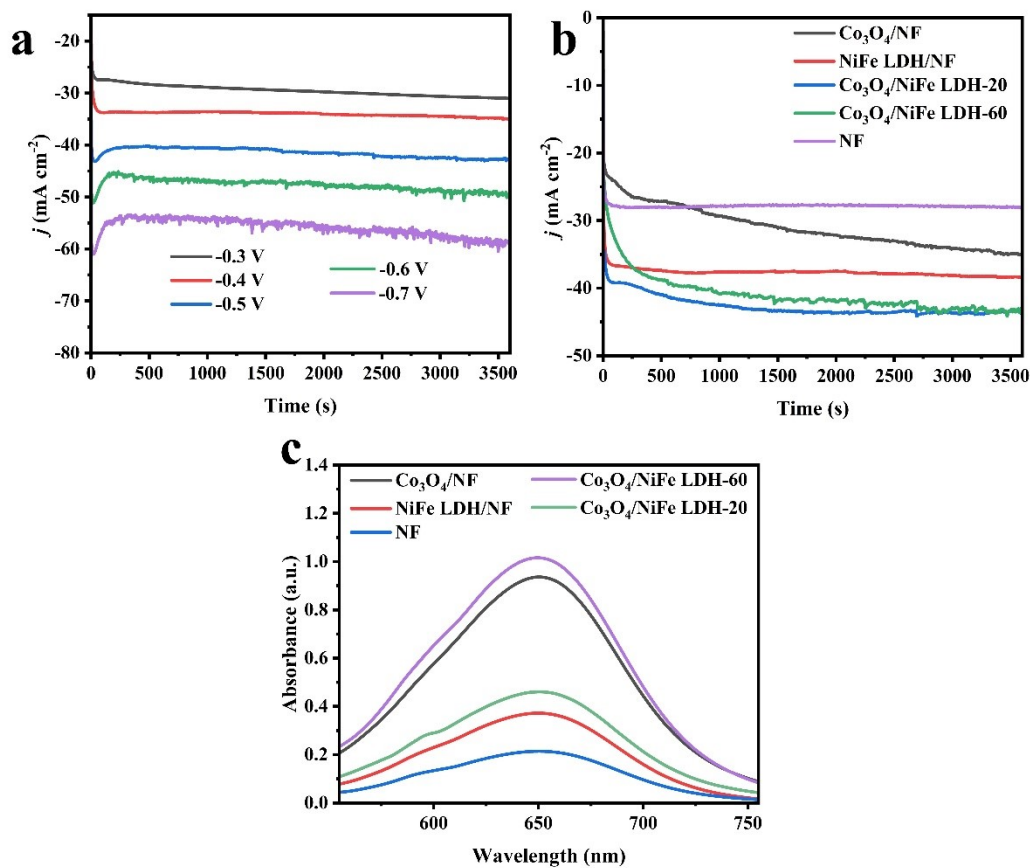 a
-20
-30
-40
-50
-60
-70
-80
j (mA cm⁻²)
-0.3 V
-0.4 V
-0.5 V
-0.6 V
-0.7 V
0 500 1000 1500 2000 2500 3000 3500
Time (s)
b
0
-10
-20
-30
-40
-50
j (mA cm⁻²)
Co₃O₄/NF
NiFe LDH/NF
Co₃O₄/NiFe LDH-20
Co₃O₄/NiFe LDH-60
NF
0 500 1000 1500 2000 2500 3000 3500
Time (s)
c
1.4
1.2
1.0
0.8
0.6
0.4
0.2
0.0
Absorbance (a.u.)
Co₃O₄/NF
NiFe LDH/NF
NF
Co₃O₄/NiFe LDH-60
Co₃O₄/NiFe LDH-20
600 650 700 750
Wavelength (nm)